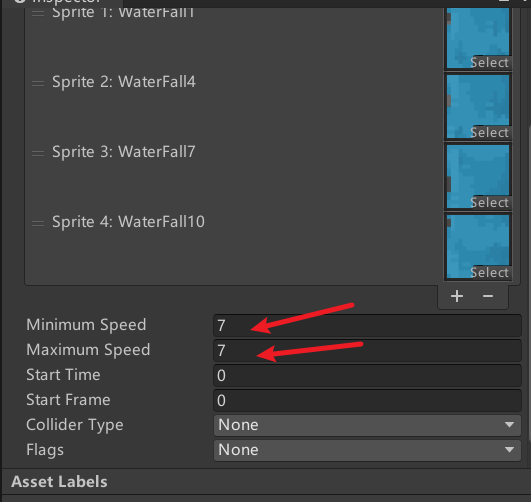 Inspector
Sprite 1: WaterFall1
Select
Sprite 2: WaterFall4
Select
Sprite 3: WaterFall7
Select
Sprite 4: WaterFall10
Select
+ −
Minimum Speed 7
Maximum Speed 7
Start Time 0
Start Frame 0
Collider Type None
Flags None
Asset Labels